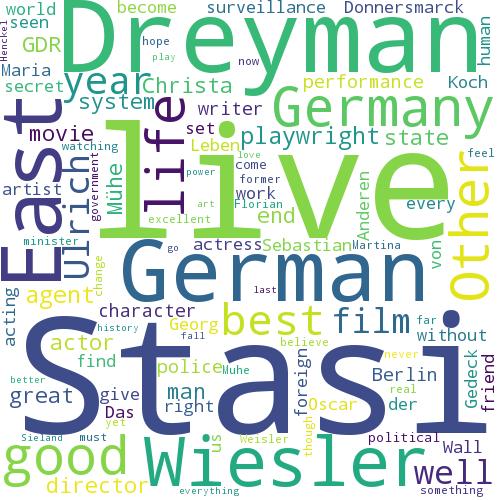 world
become
surveillance
Donnersmarck
Henckel
seen
Dreyman
hope
play
now
human
GDR
Maria
secret
year
Christa
performance
Koch
system
writer
Germany
movie
set
playwright
state
watching
East
life
live
Leben
come
love
feel
artist
Ulrich
government
Mühe
work
power
former
Florian
every
Other
art
excellent
end
Anderen
von
minister
actress
Sebastian
Martina
acting
change
go
German
agent
last
character
best
film
far
without
history
Georg
fall
Stasi
actor
believe
never
find
police
foreign
Berlin
better
real
great
give
man
Oscar
der
Gedeck
friend
Das
right
Sieland
must
yet
us
Weisler
though
political
Wall
good
Wiesler
well
director
everything
something
Muhe